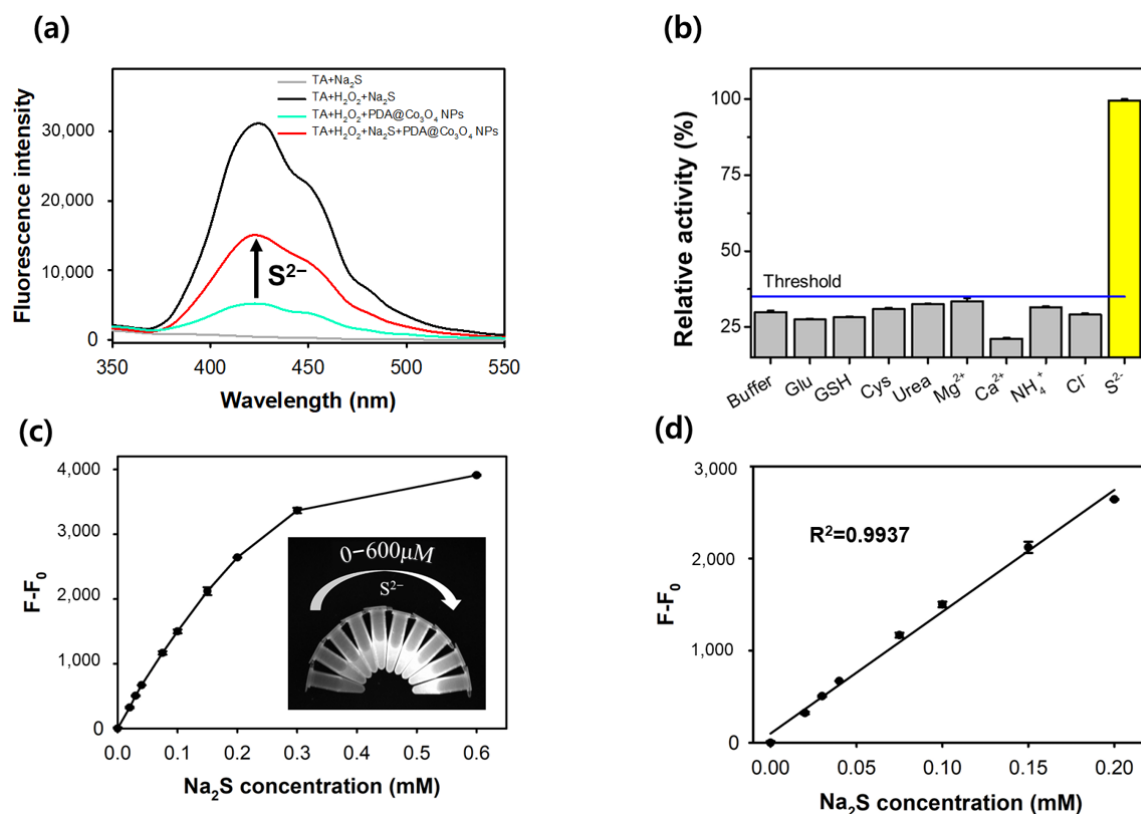 (a)
TA+Na₂S
TA+H₂O₂+Na₂S
TA+H₂O₂+PDA@Co₃O₄ NPs
TA+H₂O₂+Na₂S+PDA@Co₃O₄ NPs
Fluorescence intensity
30,000
20,000
10,000
0
S²⁻
350 400 450 500 550
Wavelength (nm)
(b)
Relative activity (%)
100
75
50
25
Threshold
Buffer Glu GSH Cys Urea Mg²⁺ Ca²⁺ NH₄⁺ Cl⁻ S²⁻
(c)
F-F₀
4,000
3,000
2,000
1,000
0
0−600μM
S²⁻
0.0 0.1 0.2 0.3 0.4 0.5 0.6
Na₂S concentration (mM)
(d)
F-F₀
3,000
2,000
1,000
0
R²=0.9937
0.00 0.05 0.10 0.15 0.20
Na₂S concentration (mM)